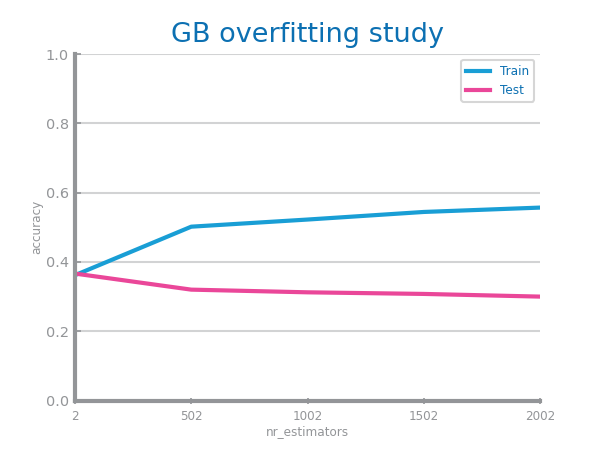 GB overfitting study
Train
Test
accuracy
1.0
0.8
0.6
0.4
0.2
0.0
2 502 1002 1502 2002
nr_estimators